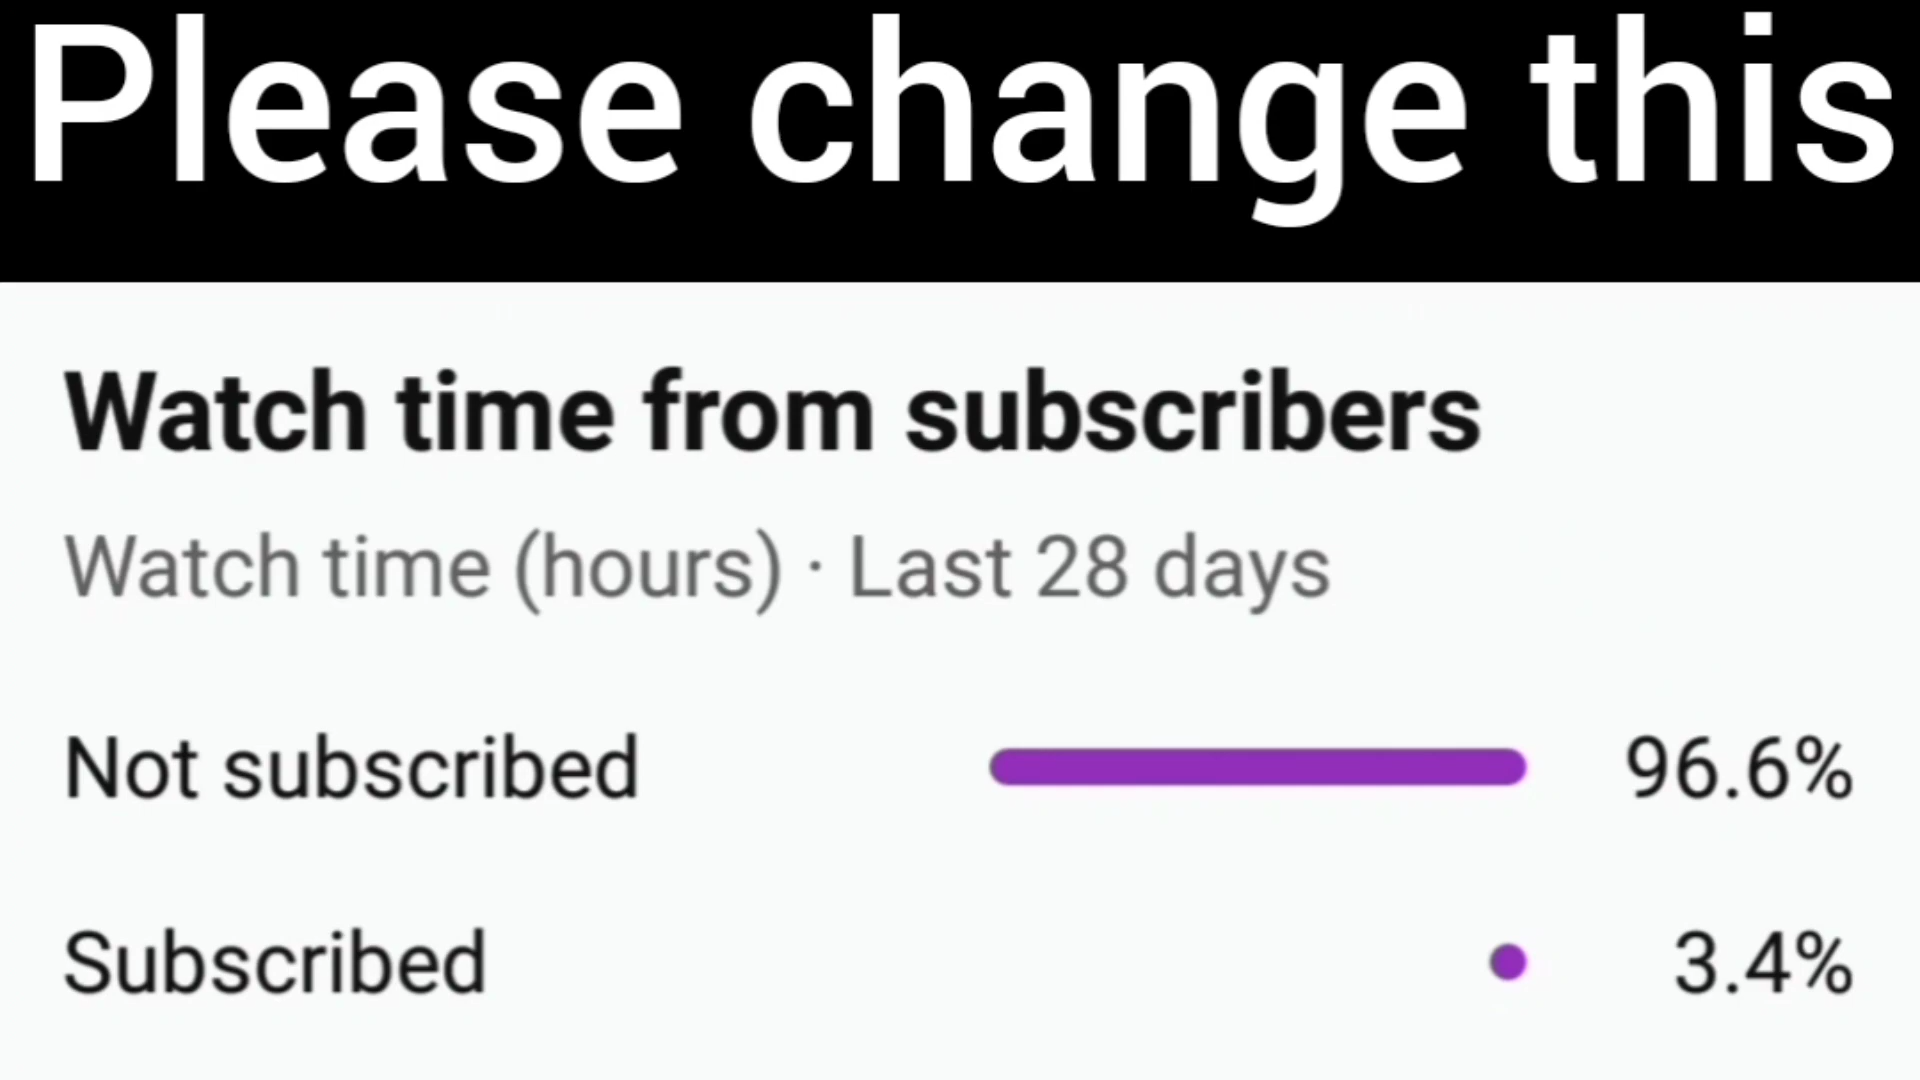 Please change this
Watch time from subscribers
Watch time (hours) · Last 28 days
Not subscribed 96.6%
Subscribed 3.4%